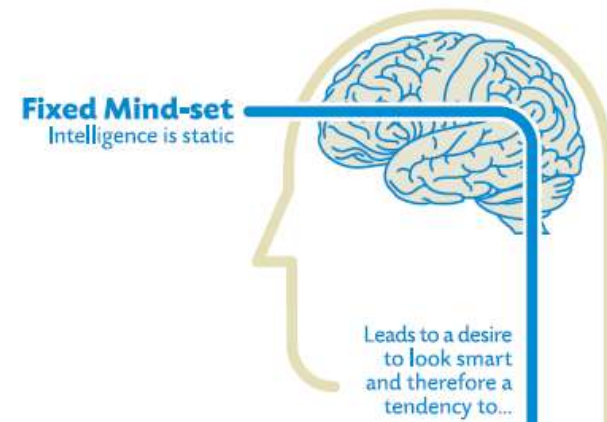 Fixed Mind-set
Intelligence is static
Leads to a desire
to look smart
and therefore a
tendency to...